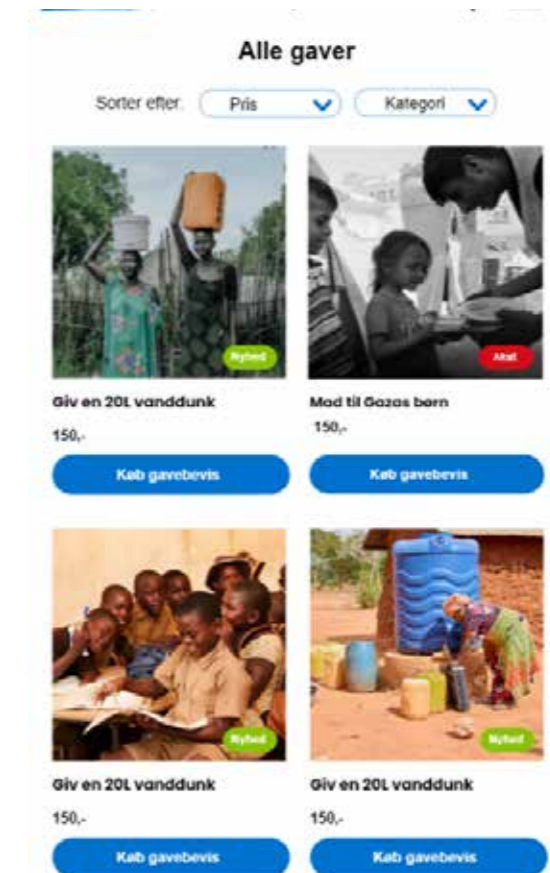 Alle gaver
Sorter efter. Pris Kategori
Nyhed Akut
Giv en 20L vanddunk Mad til Gazas børn
150,- 150,-
Køb gavebevis Køb gavebevis
Nyhed Nyhed
Giv en 20L vanddunk Giv en 20L vanddunk
150,- 150,-
Køb gavebevis Køb gavebevis